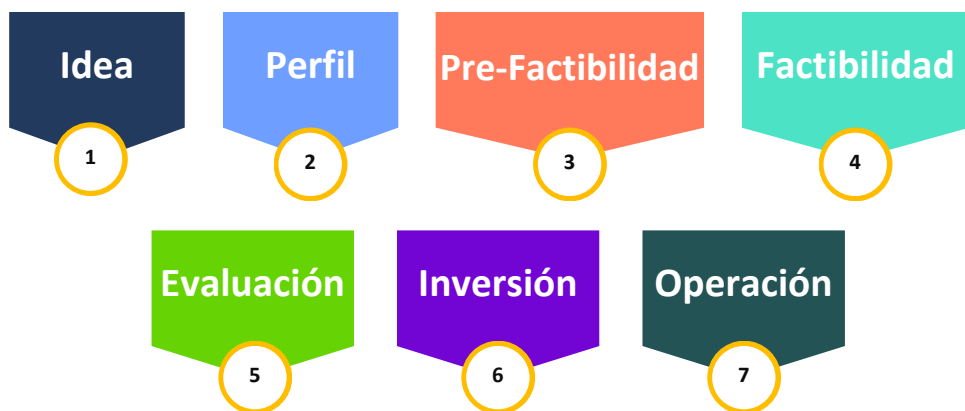 Idea
1
Perfil
2
Pre-Factibilidad
3
Factibilidad
4
Evaluación
5
Inversión
6
Operación
7